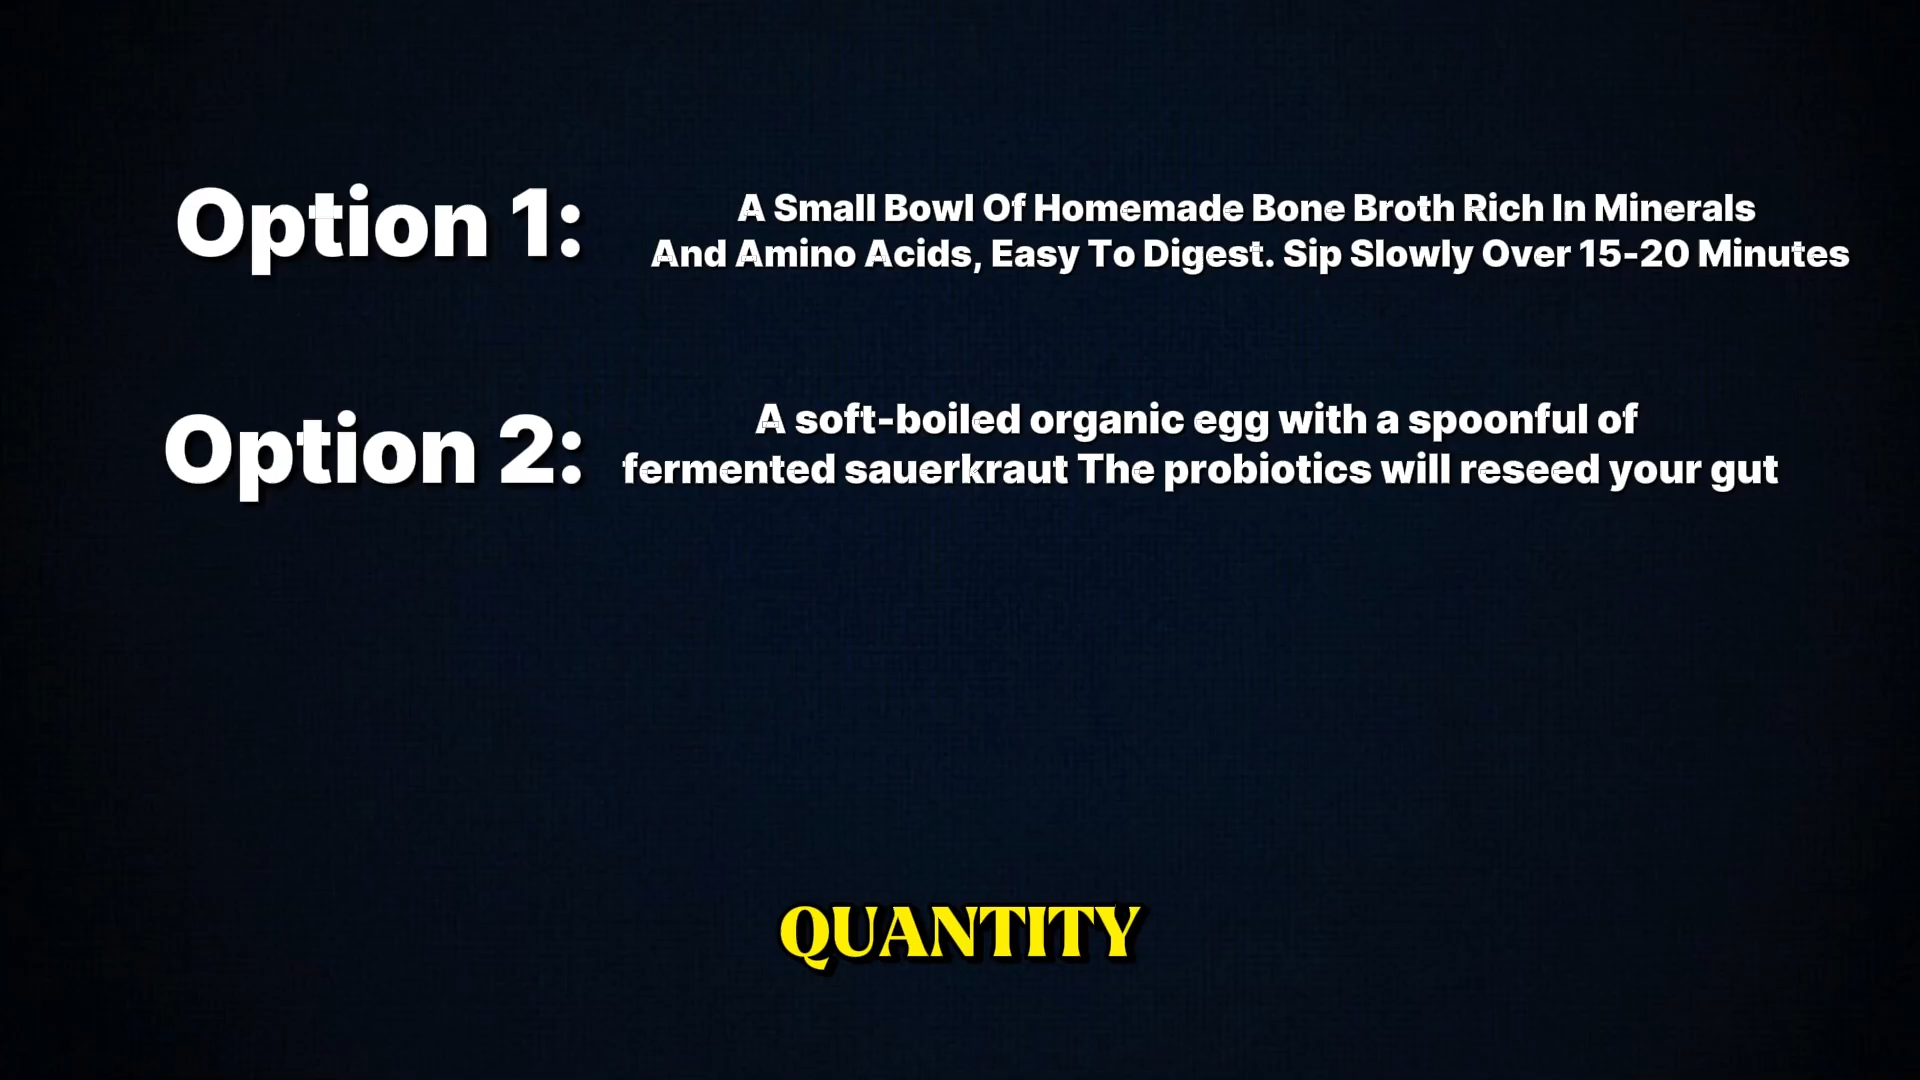 Option 1:
A Small Bowl Of Homemade Bone Broth Rich In Minerals
And Amino Acids, Easy To Digest. Sip Slowly Over 15-20 Minutes
Option 2:
A soft-boiled organic egg with a spoonful of
fermented sauerkraut The probiotics will reseed your gut
QUANTITY